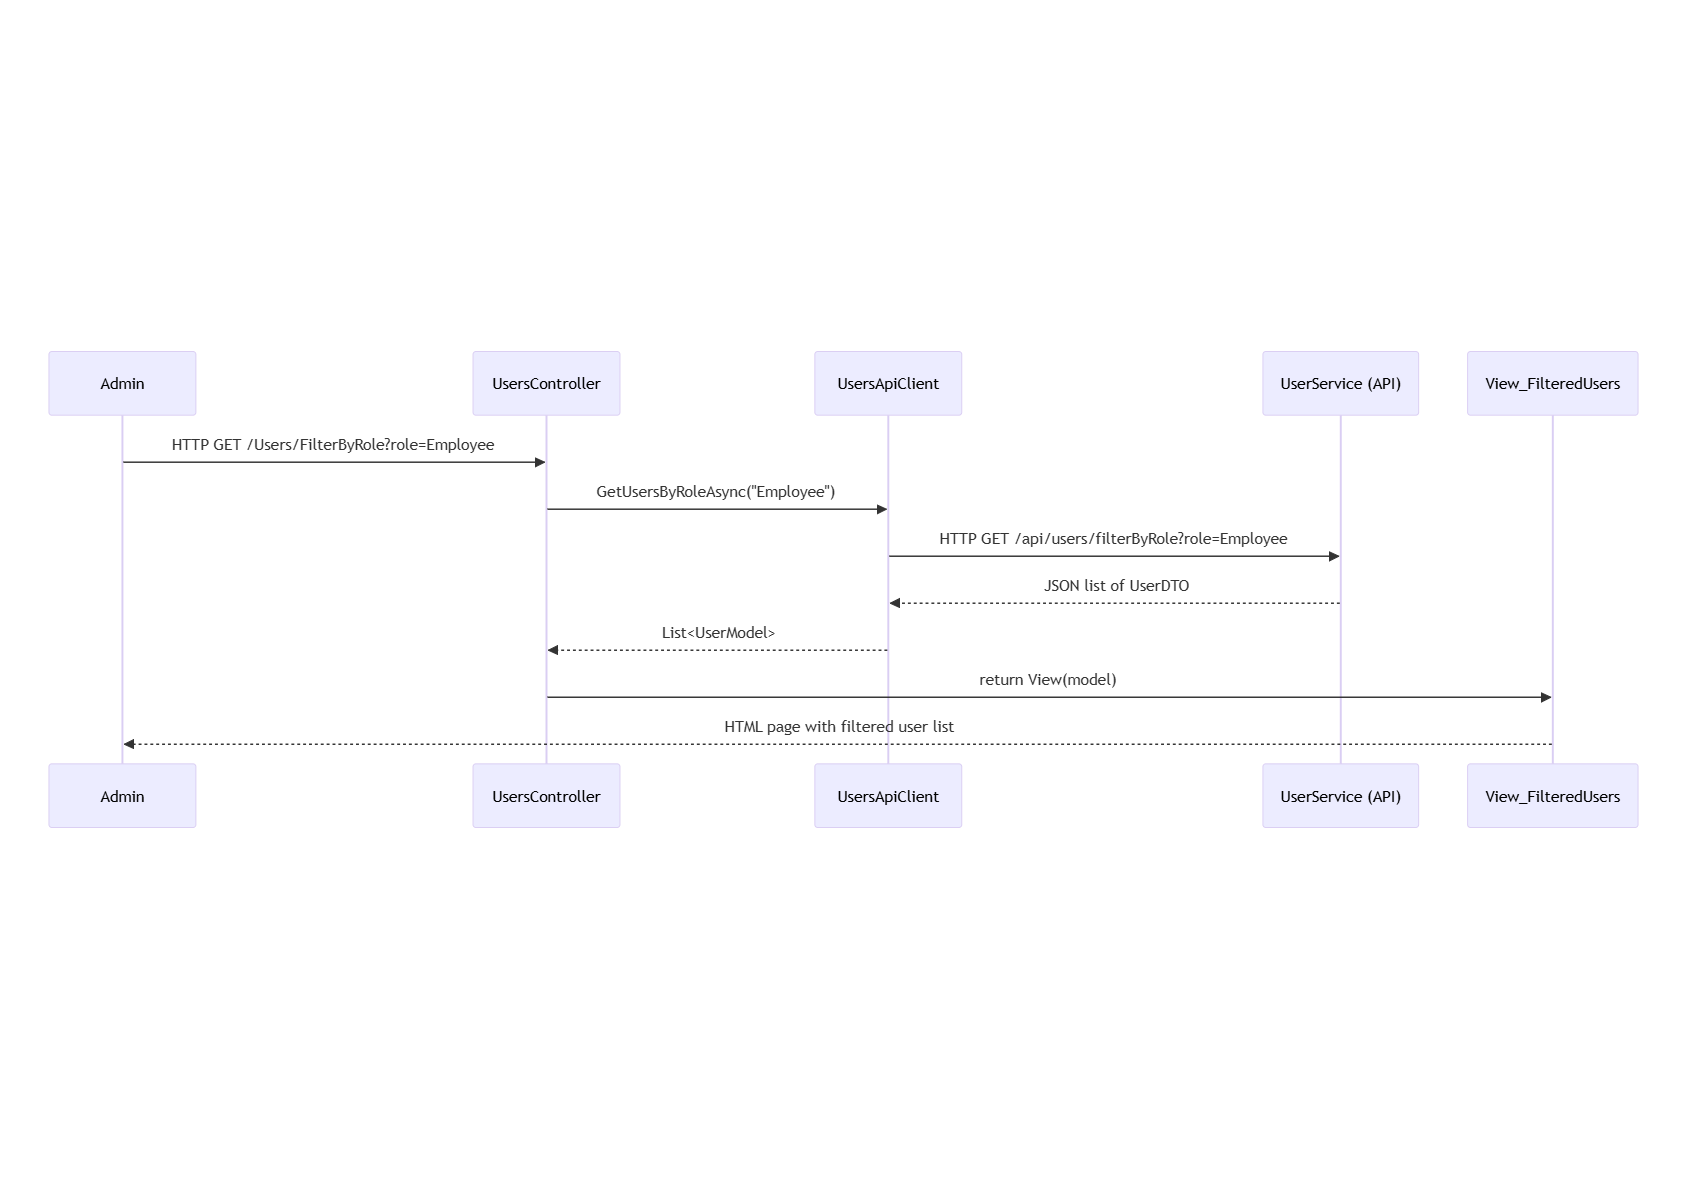 Admin
UsersController
UsersApiClient
UserService (API)
View_FilteredUsers
HTTP GET /Users/FilterByRole?role=Employee
GetUsersByRoleAsync("Employee")
HTTP GET /api/users/filterByRole?role=Employee
JSON list of UserDTO
List<UserModel>
return View(model)
HTML page with filtered user list
Admin
UsersController
UsersApiClient
UserService (API)
View_FilteredUsers